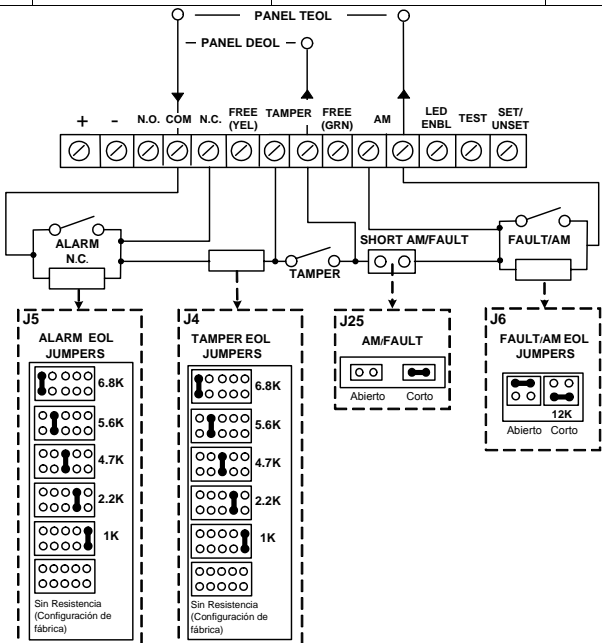 PANEL TEOL
PANEL DEOL
+ - N.O. COM N.C. FREE (YEL) TAMPER FREE (GRN) AM LED ENBL TEST SET/ UNSET
ALARM
N.C.
TAMPER
SHORT AM/FAULT
FAULT/AM
J5
ALARM EOL
JUMPERS
6.8K
5.6K
4.7K
2.2K
1K
Sin Resistencia
(Configuración de
fábrica)
J4
TAMPER EOL
JUMPERS
6.8K
5.6K
4.7K
2.2K
1K
Sin Resistencia
(Configuración de
fábrica)
J25
AM/FAULT
Abierto Corto
J6
FAULT/AM EOL
JUMPERS
12K
Abierto Corto